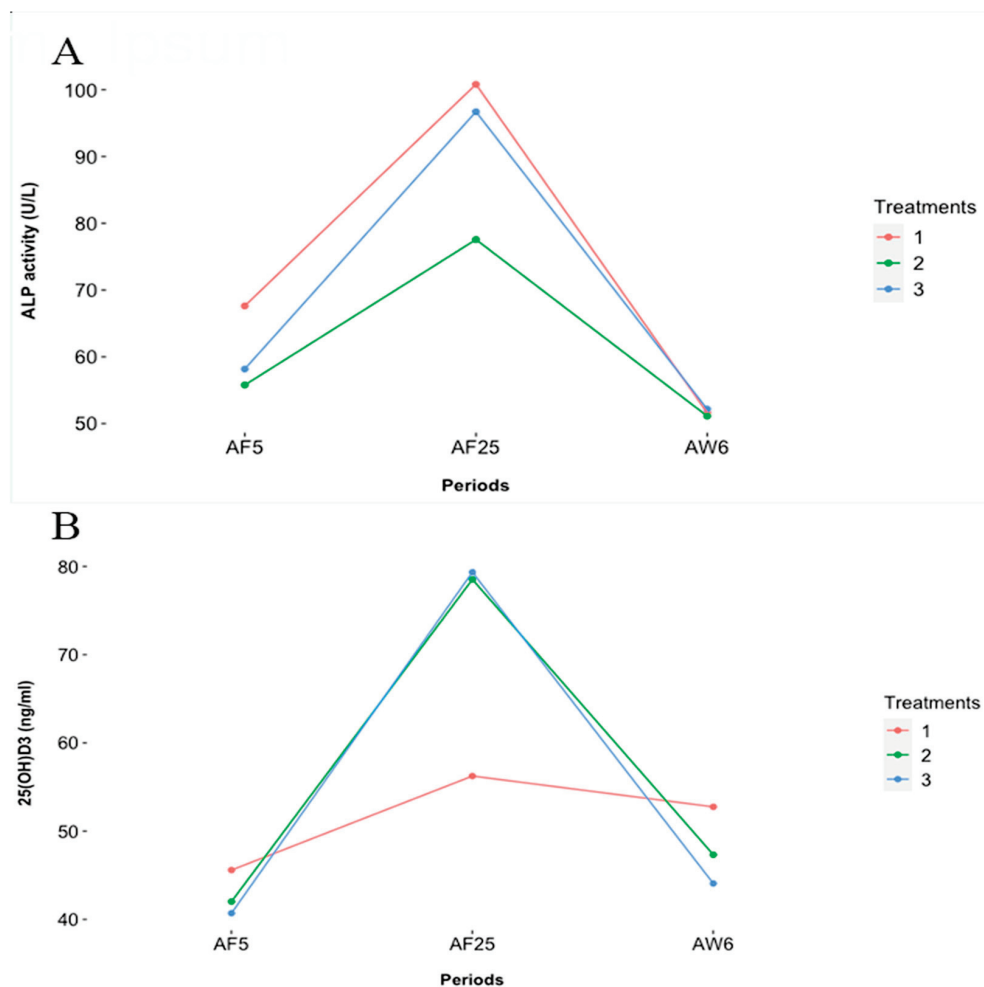 A
100
90
80
70
60
50
ALP activity (U/L)
AF5 AF25 AW6
Periods
Treatments
1
2
3
B
80
70
60
50
40
25(OH)D3 (ng/ml)
AF5 AF25 AW6
Periods
Treatments
1
2
3